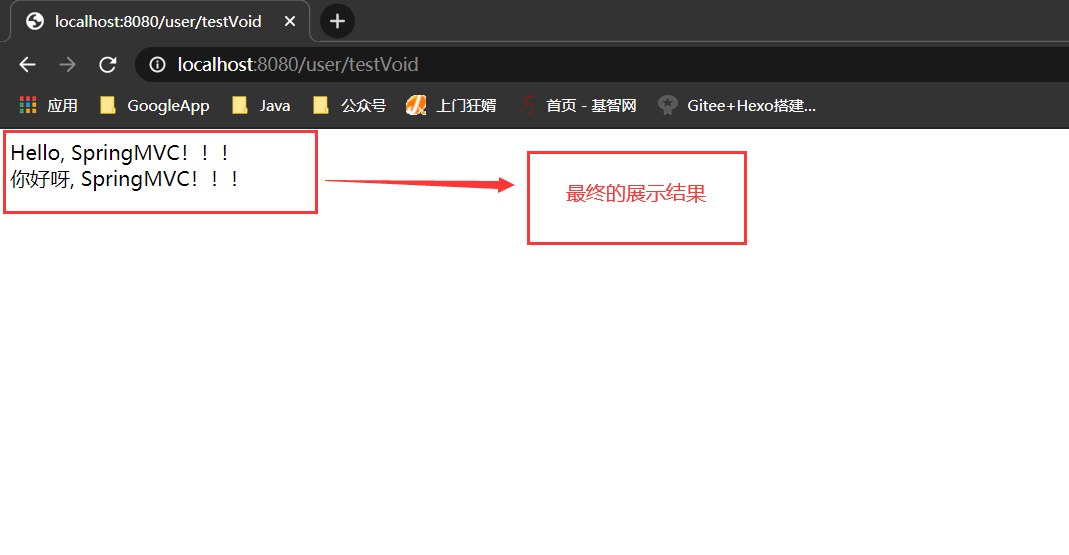 localhost:8080/user/testVoid
localhost:8080/user/testVoid
应用 GoogleApp Java 公众号 上门狂婿 首页 - 基智网 Gitee+Hexo搭建...
Hello, SpringMVC！！！
你好呀, SpringMVC！！！
最终的展示结果